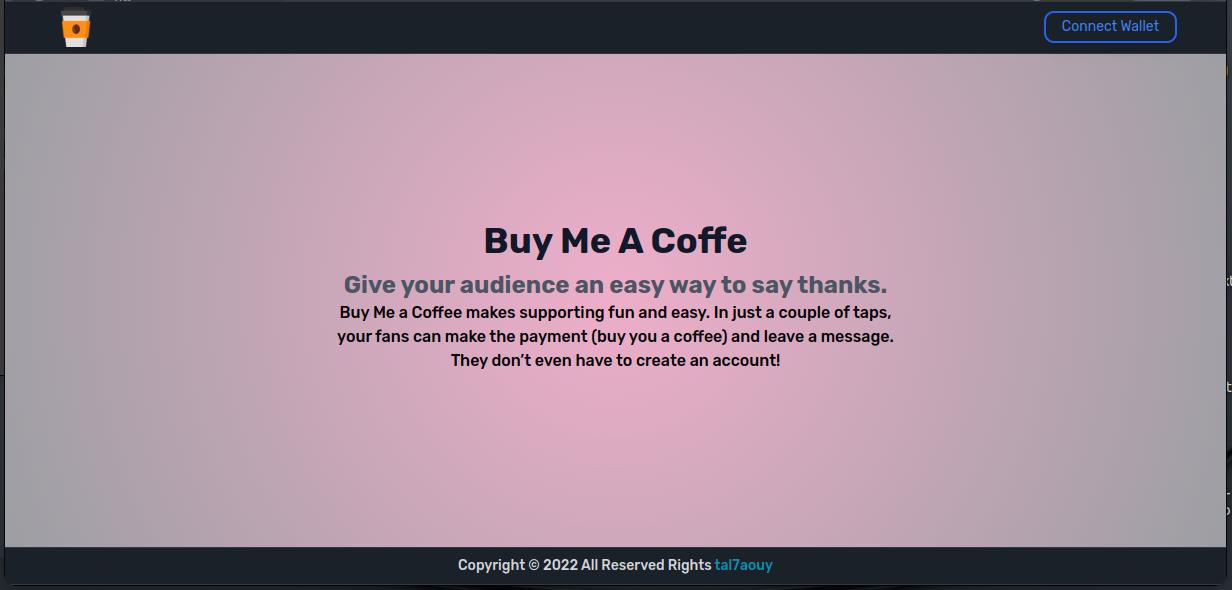 Connect Wallet
Buy Me A Coffe
Give your audience an easy way to say thanks.
Buy Me a Coffee makes supporting fun and easy. In just a couple of taps,
your fans can make the payment (buy you a coffee) and leave a message.
They don’t even have to create an account!
Copyright © 2022 All Reserved Rights tal7aouy